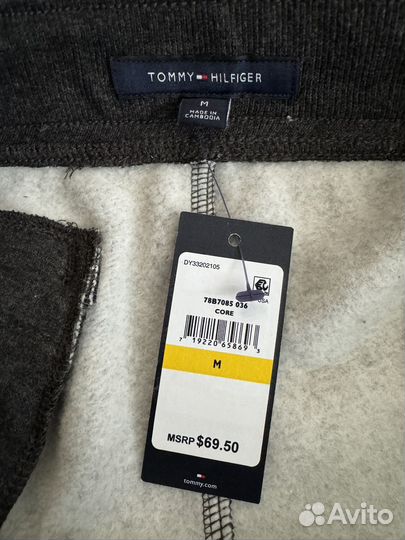 TOMMY HILFIGER
M
MADE IN
CAMBODIA
DY33202105
USA
78B7085 036
CORE
7 19220 65869 3
M
MSRP $69.50
tommy.com
Avito